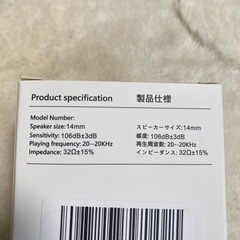 Product specification
製品仕様
Model Number:
Speaker size:14mm
Sensitivity: 106dB±3dB
Playing frequency: 20--20KHz
Impedance: 32Ω±15%
スピーカーサイズ:14mm
感度: 106dB±3dB
再生周波数: 20--20KHz
インピーダンス: 32Ω±15%